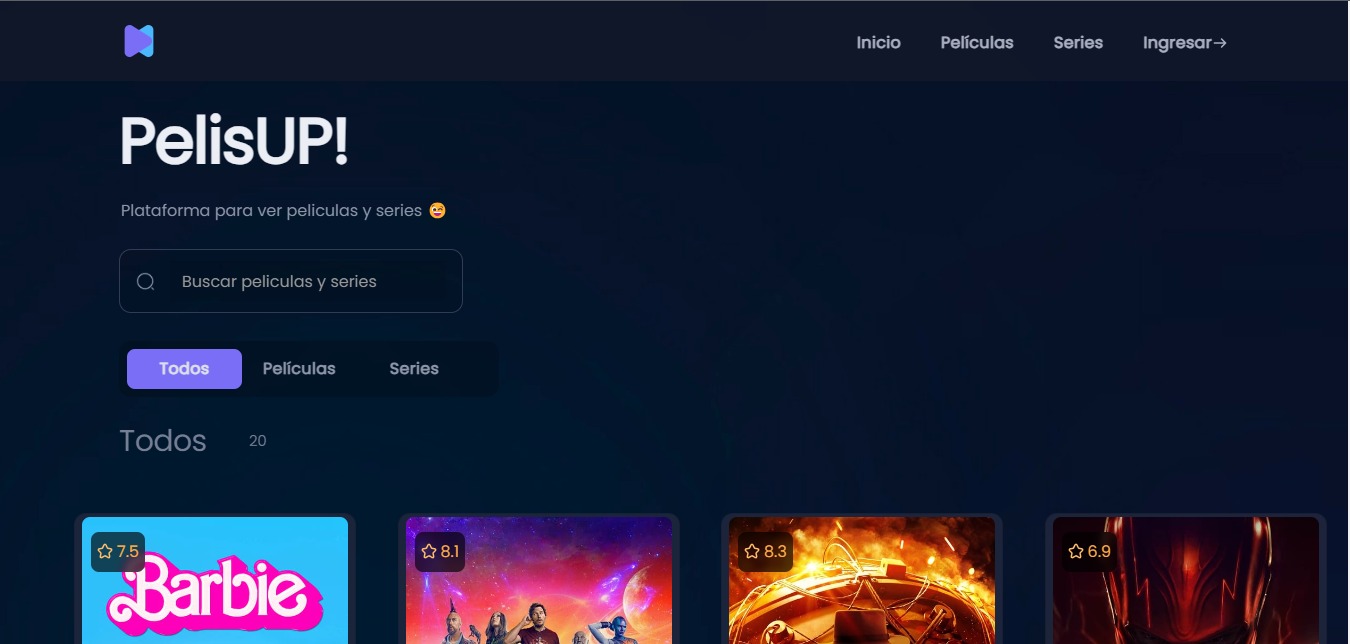 Inicio Películas Series Ingresar→
PelisUP!
Plataforma para ver peliculas y series 😅
Buscar peliculas y series
Todos Películas Series
Todos 20
7.5 8.1 8.3 6.9
Barbie